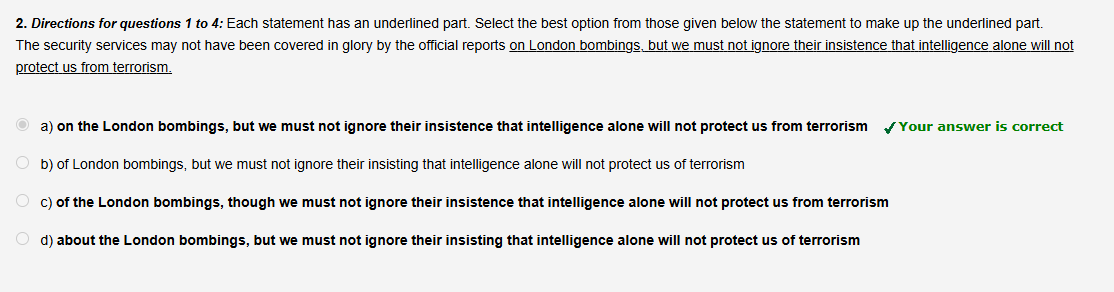 2. Directions for questions 1 to 4: Each statement has an underlined part. Select the best option from those given below the statement to make up the underlined part.
The security services may not have been covered in glory by the official reports on London bombings, but we must not ignore their insistence that intelligence alone will not
protect us from terrorism.
a) on the London bombings, but we must not ignore their insistence that intelligence alone will not protect us from terrorism ✓Your answer is correct
b) of London bombings, but we must not ignore their insisting that intelligence alone will not protect us of terrorism
c) of the London bombings, though we must not ignore their insistence that intelligence alone will not protect us from terrorism
d) about the London bombings, but we must not ignore their insisting that intelligence alone will not protect us of terrorism